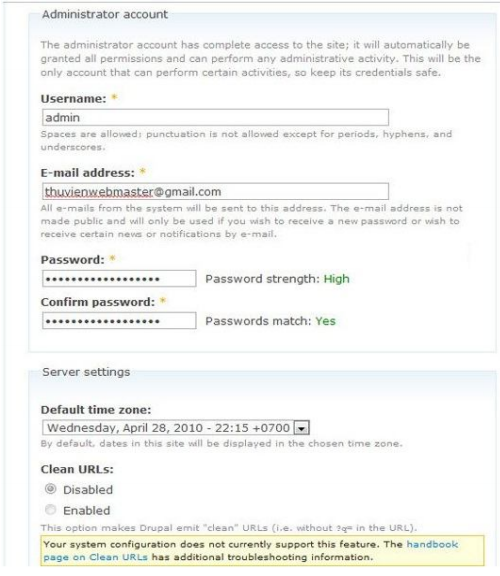 Administrator account
The administrator account has complete access to the site; it will automatically be
granted all permissions and can perform any administrative activity. This will be the
only account that can perform certain activities, so keep its credentials safe.
Username: *
admin
Spaces are allowed; punctuation is not allowed except for periods, hyphens, and
underscores.
E-mail address: *
thuvienwebmaster@gmail.com
All e-mails from the system will be sent to this address. The e-mail address is not
made public and will only be used if you wish to receive a new password or wish to
receive certain news or notifications by e-mail.
Password: *
•••••••••••••••••• Password strength: High
Confirm password: *
•••••••••••••••••• Passwords match: Yes
Server settings
Default time zone:
Wednesday, April 28, 2010 - 22:15 +0700
By default, dates in this site will be displayed in the chosen time zone.
Clean URLs:
Disabled
Enabled
This option makes Drupal emit "clean" URLs (i.e. without ?q= in the URL).
Your system configuration does not currently support this feature. The handbook
page on Clean URLs has additional troubleshooting information.